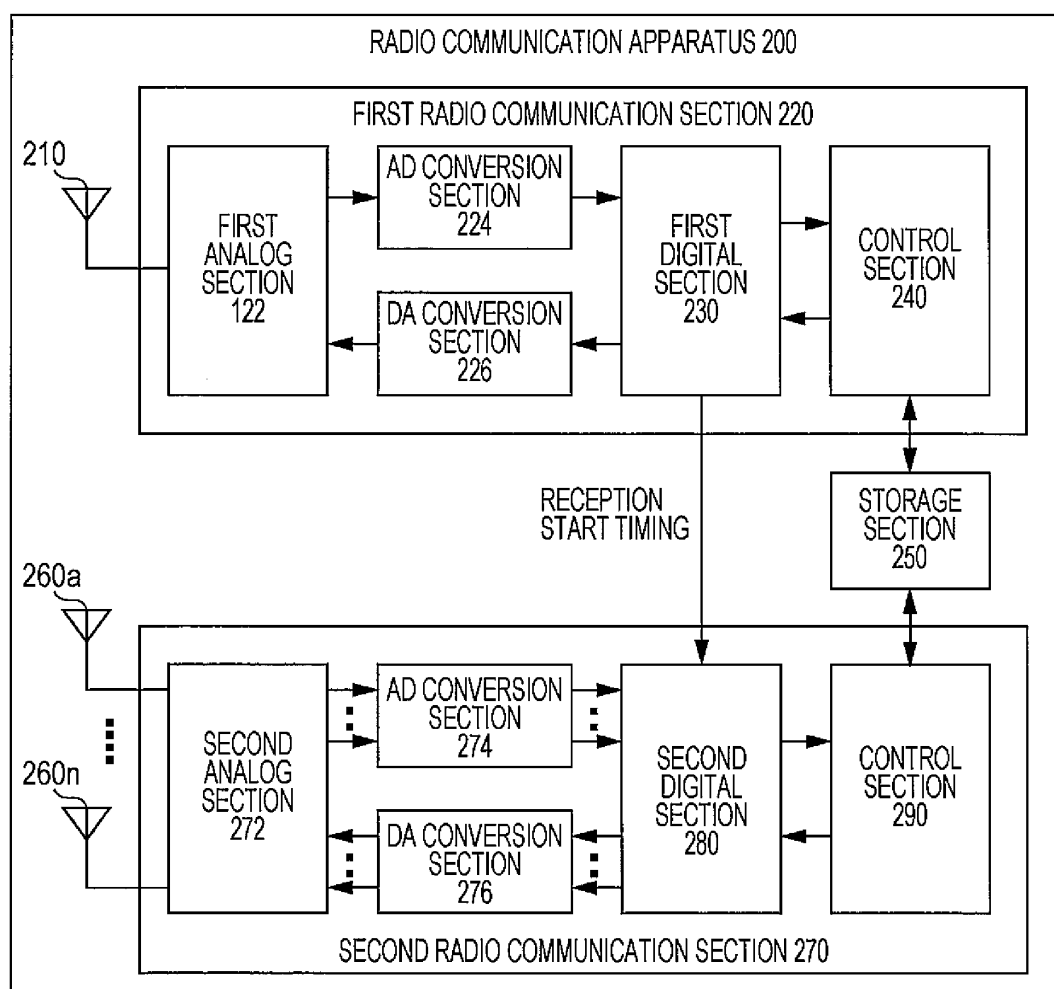 RADIO COMMUNICATION APPARATUS 200
FIRST RADIO COMMUNICATION SECTION 220
210
FIRST
ANALOG
SECTION
122
AD CONVERSION
SECTION
224
DA CONVERSION
SECTION
226
FIRST
DIGITAL
SECTION
230
CONTROL
SECTION
240
RECEPTION
START TIMING
STORAGE
SECTION
250
260a
260n
SECOND
ANALOG
SECTION
272
AD CONVERSION
SECTION
274
DA CONVERSION
SECTION
276
SECOND
DIGITAL
SECTION
280
CONTROL
SECTION
290
SECOND RADIO COMMUNICATION SECTION 270